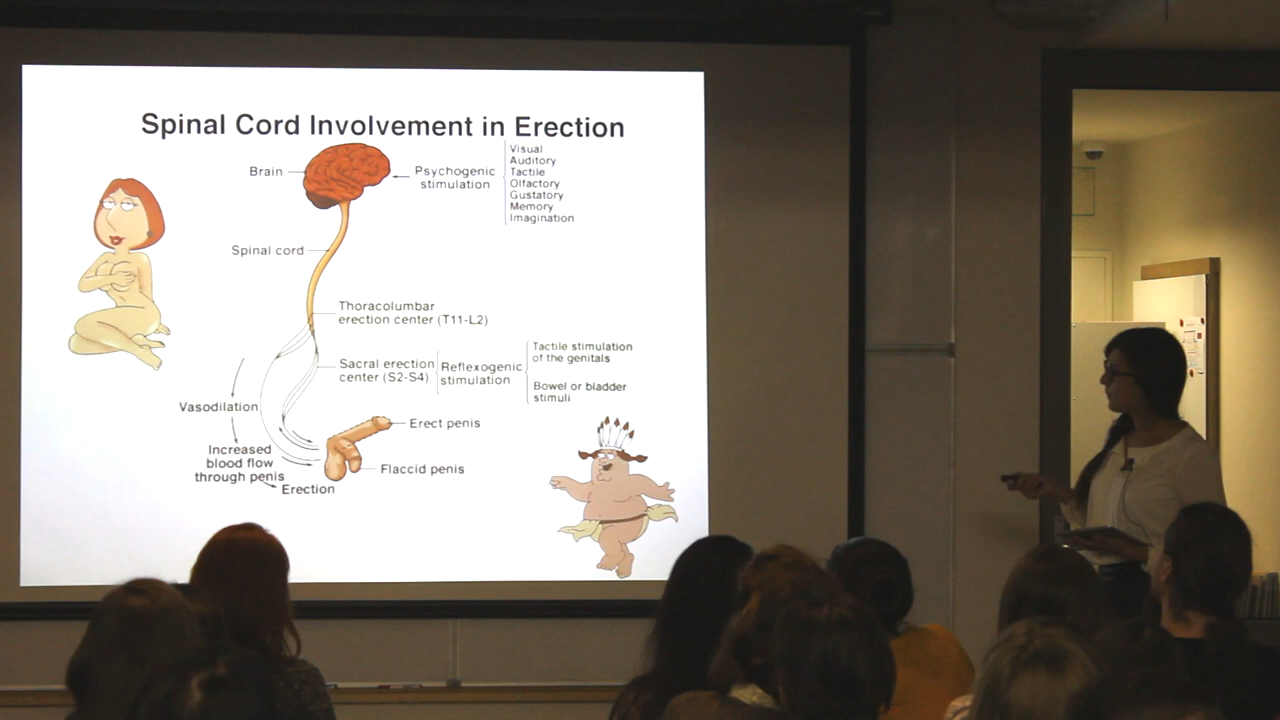 Spinal Cord Involvement in Erection
Brain
Psychogenic
stimulation
Visual
Auditory
Tactile
Olfactory
Gustatory
Memory
Imagination
Spinal cord
Thoracolumbar
erection center (T11-L2)
Sacral erection
center (S2-S4)
Reflexogenic
stimulation
Tactile stimulation
of the genitals
Bowel or bladder
stimuli
Vasodilation
Increased
blood flow
through penis
Erection
Erect penis
Flaccid penis